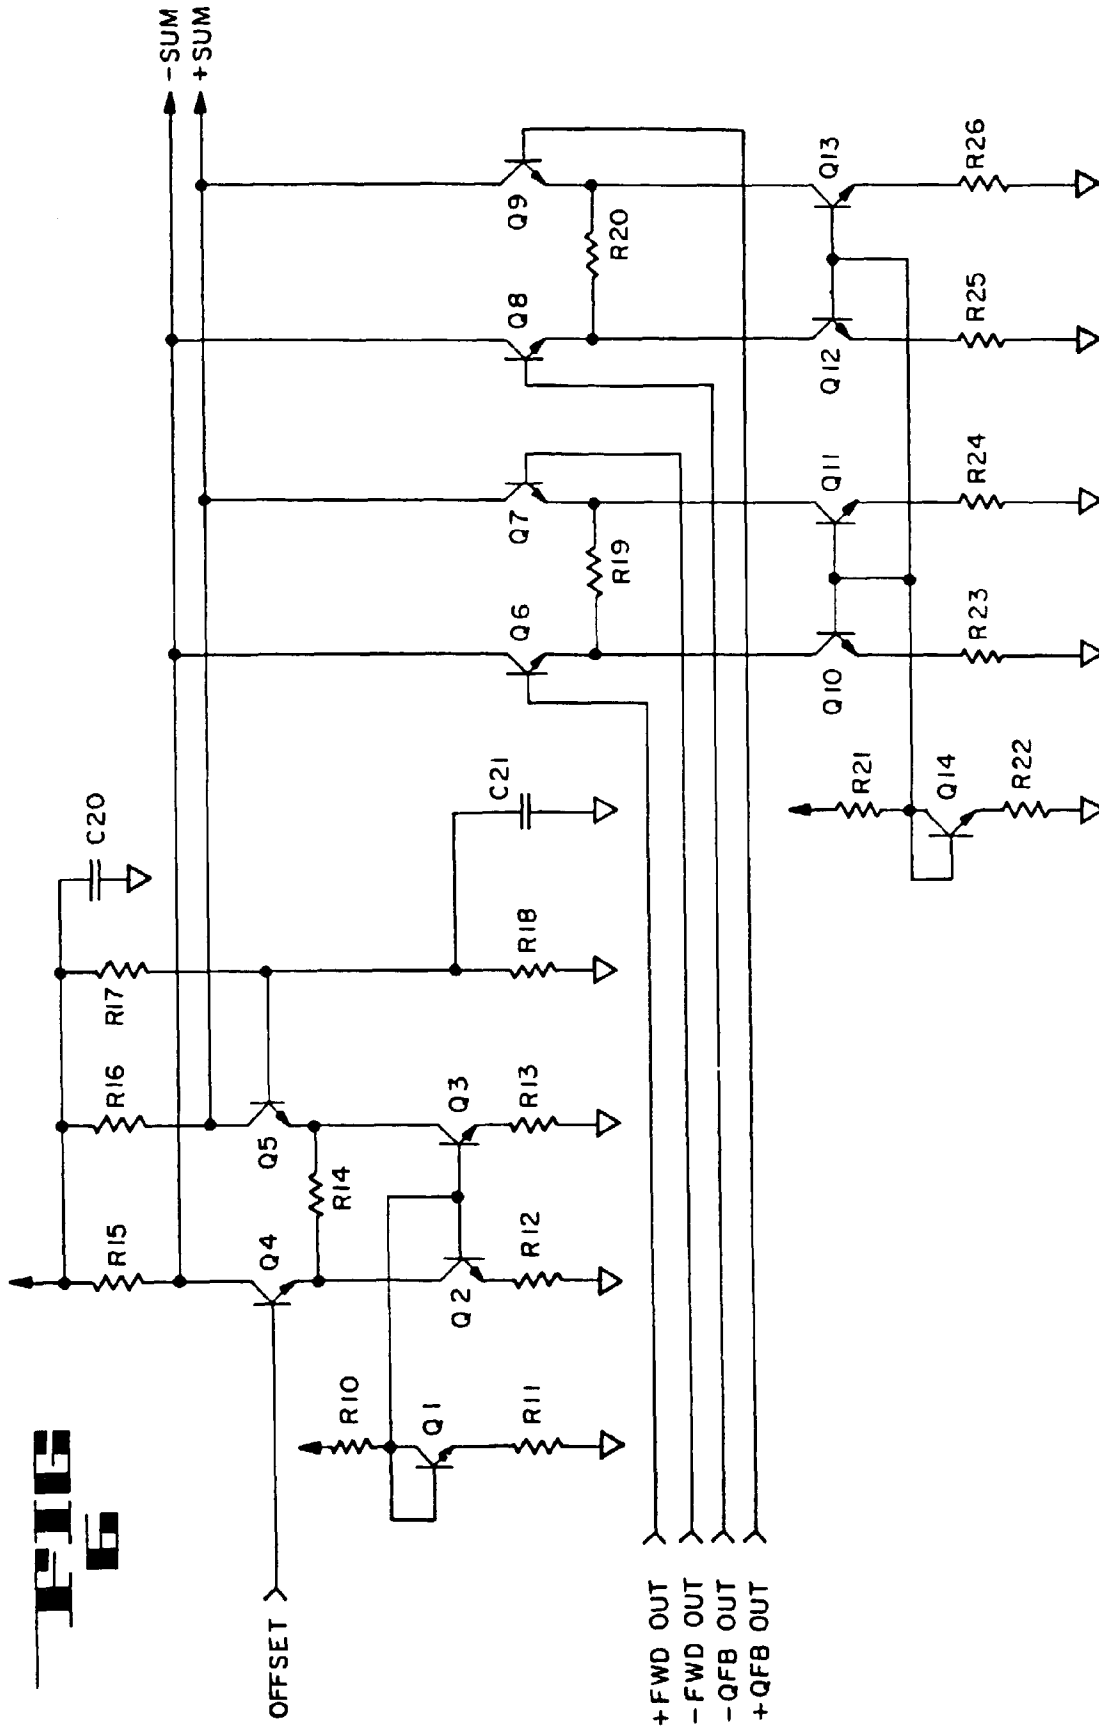 FIG
6
-SUM
+SUM
C20
R17
R16
R15
Q5
Q4
R14
Q3
Q2
R13
R12
R18
C21
R10
Q1
R11
OFFSET
Q6
Q7
Q8
Q9
R19
R20
Q10
Q11
Q12
Q13
R23
R24
R25
R26
R21
Q14
R22
+FWD OUT
-FWD OUT
-QFB OUT
+QFB OUT